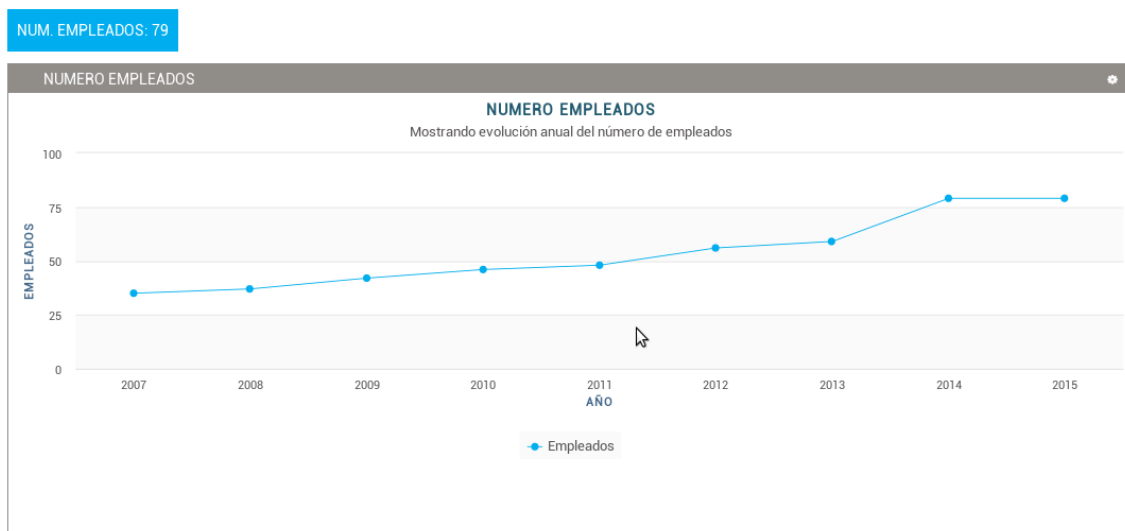 NUM. EMPLEADOS: 79
NUMERO EMPLEADOS
NUMERO EMPLEADOS
Mostrando evolución anual del número de empleados
100
75
50
25
0
EMPLEADOS
2007 2008 2009 2010 2011 2012 2013 2014 2015
AÑO
Empleados